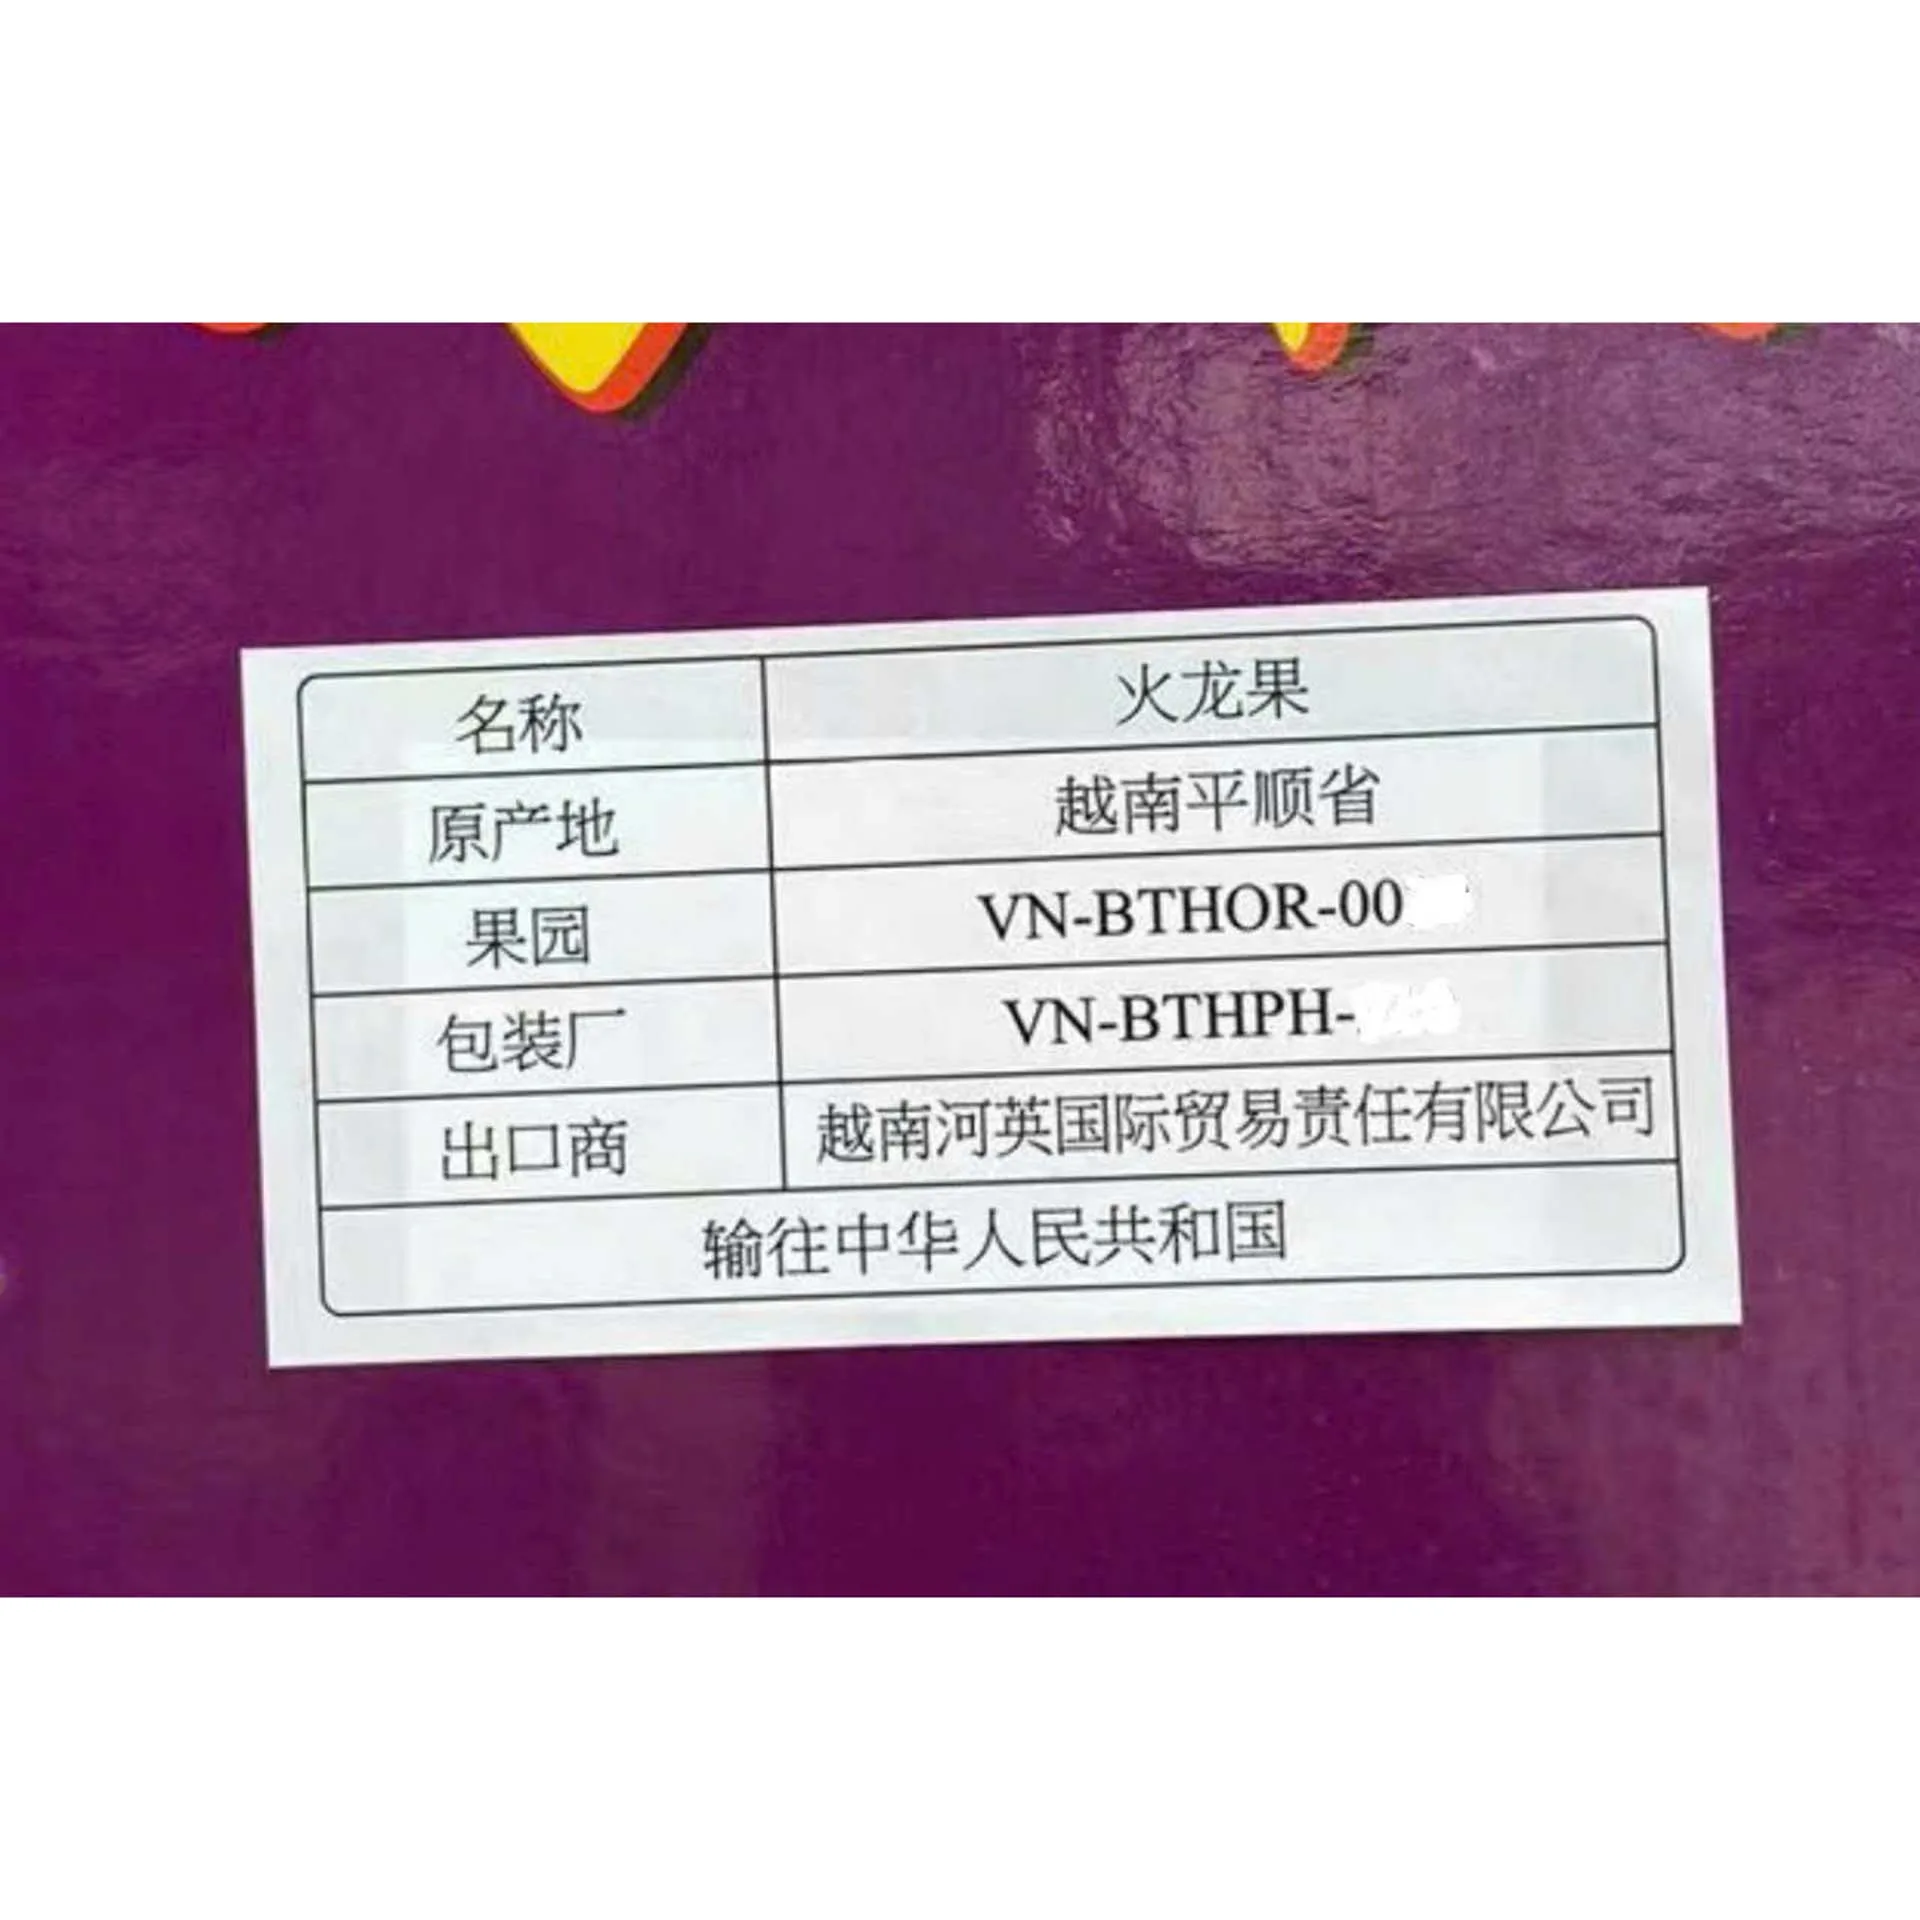 名称 火龙果
原产地 越南平顺省
果园 VN-BTHOR-00
包装厂 VN-BTHPH-
出口商 越南河英国际贸易责任有限公司
输往中华人民共和国